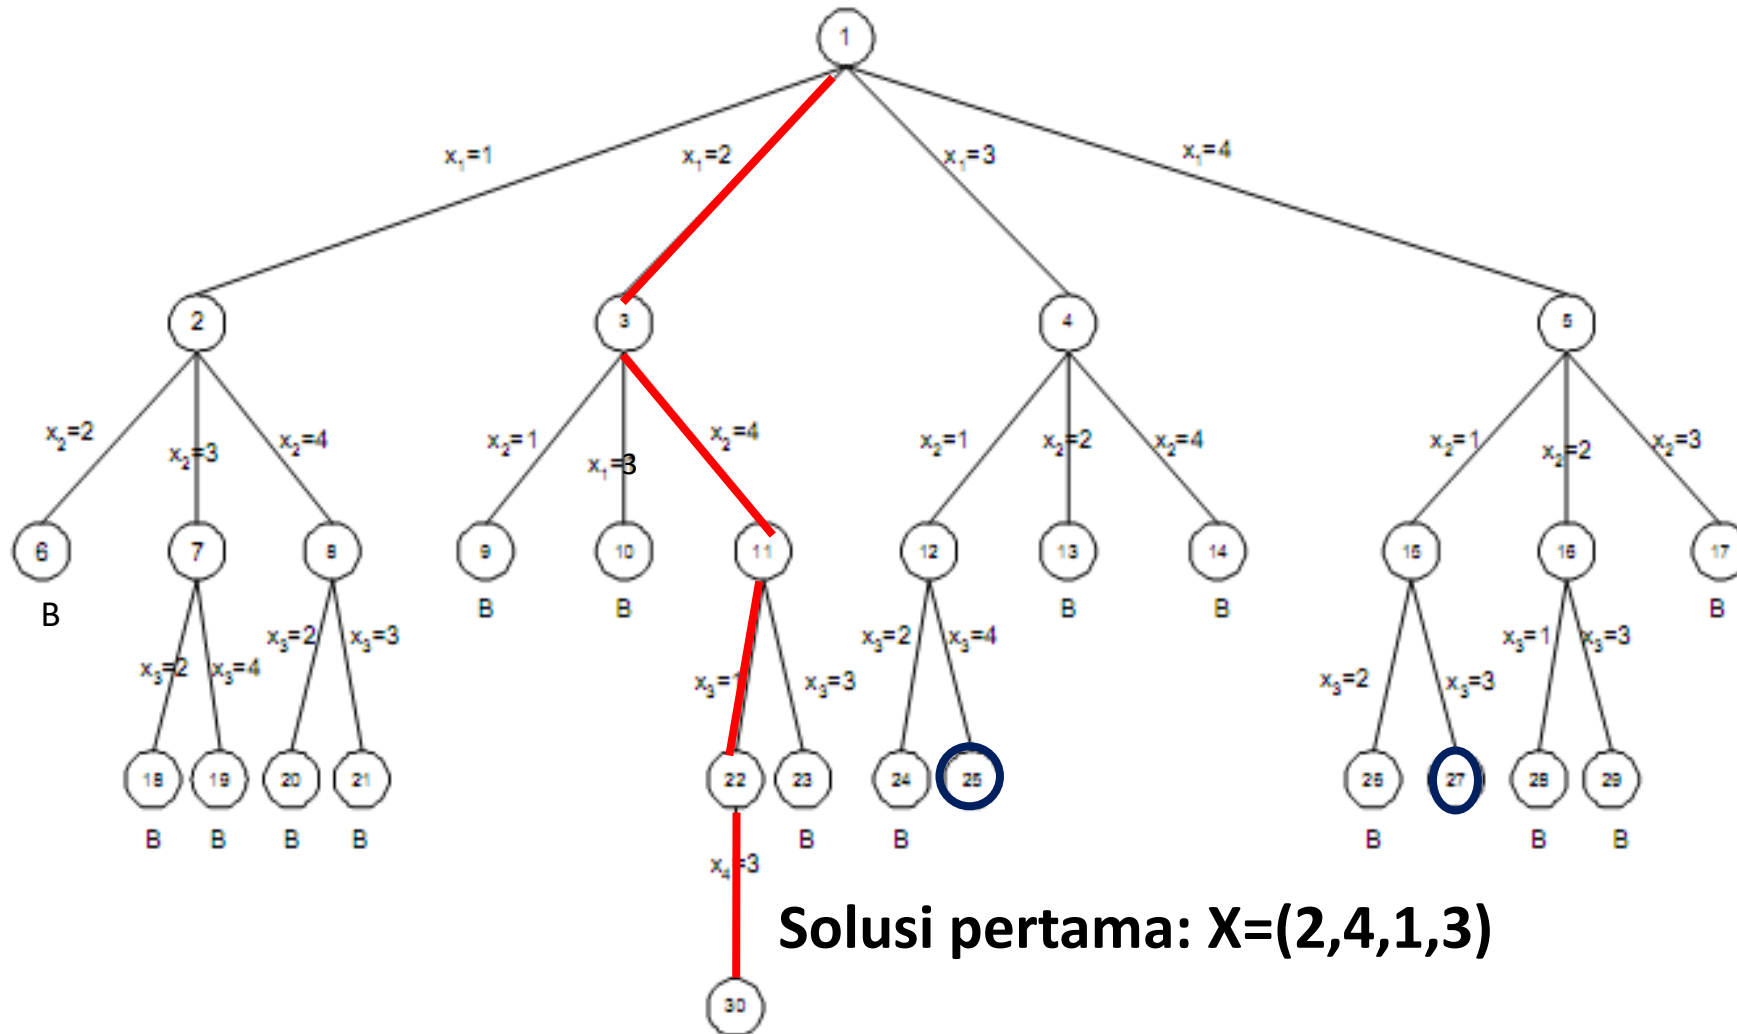 1
x₁=1 x₁=2 x₁=3 x₁=4
2 3 4 5
x₂=2 x₂=3 x₂=4 x₂=1 x₁=3 x₂=4 x₂=1 x₂=2 x₂=4 x₂=1 x₂=2 x₂=3
6 7 8 9 10 11 12 13 14 15 16 17
B B B B B B
x₃=2 x₃=4 x₃=2 x₃=3 x₃=1 x₃=3 x₃=2 x₃=4 x₃=2 x₃=3 x₃=1 x₃=3
18 19 20 21 22 23 24 25 26 27 28 29
B B B B B B B B B
x₄=3
Solusi pertama: X=(2,4,1,3)
30